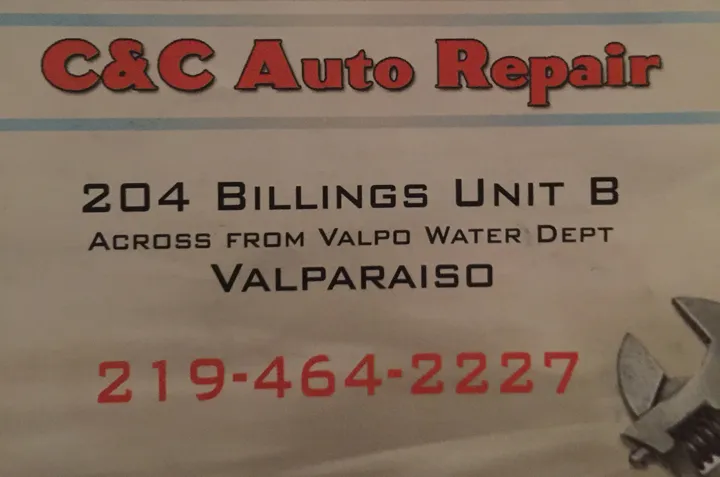 C&C Auto Repair
204 Billings Unit B
Across from Valpo Water Dept
Valparaiso
219-464-2227